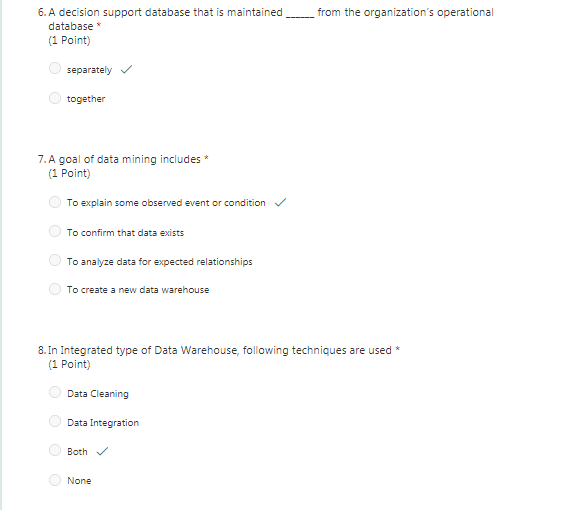 6. A decision support database that is maintained ______ from the organization's operational
database *
(1 Point)
separately
together
7. A goal of data mining includes *
(1 Point)
To explain some observed event or condition
To confirm that data exists
To analyze data for expected relationships
To create a new data warehouse
8. In Integrated type of Data Warehouse, following techniques are used *
(1 Point)
Data Cleaning
Data Integration
Both
None